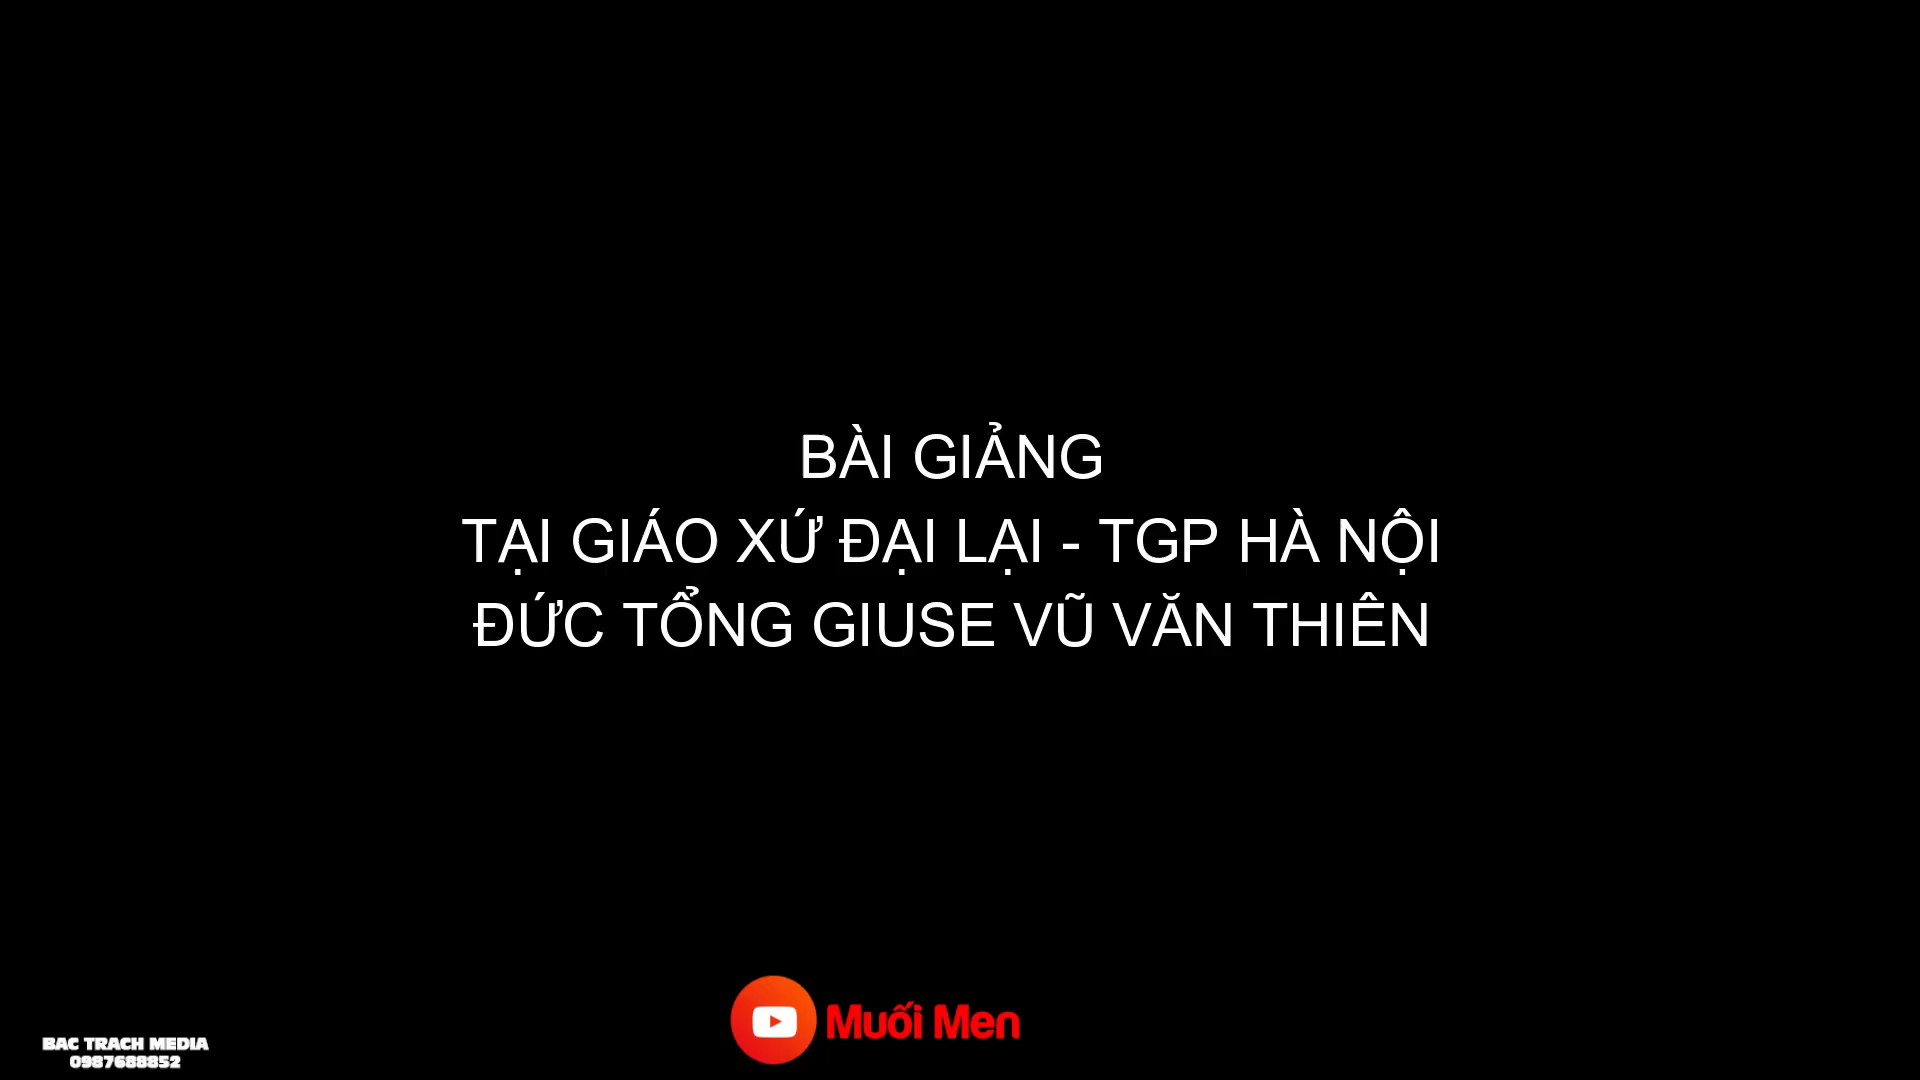 BÀI GIẢNG
TẠI GIÁO XỨ ĐẠI LẠI - TGP HÀ NỘI
ĐỨC TỔNG GIUSE VŨ VĂN THIÊN
Muối Men
BAC TRACH MEDIA
0987688852